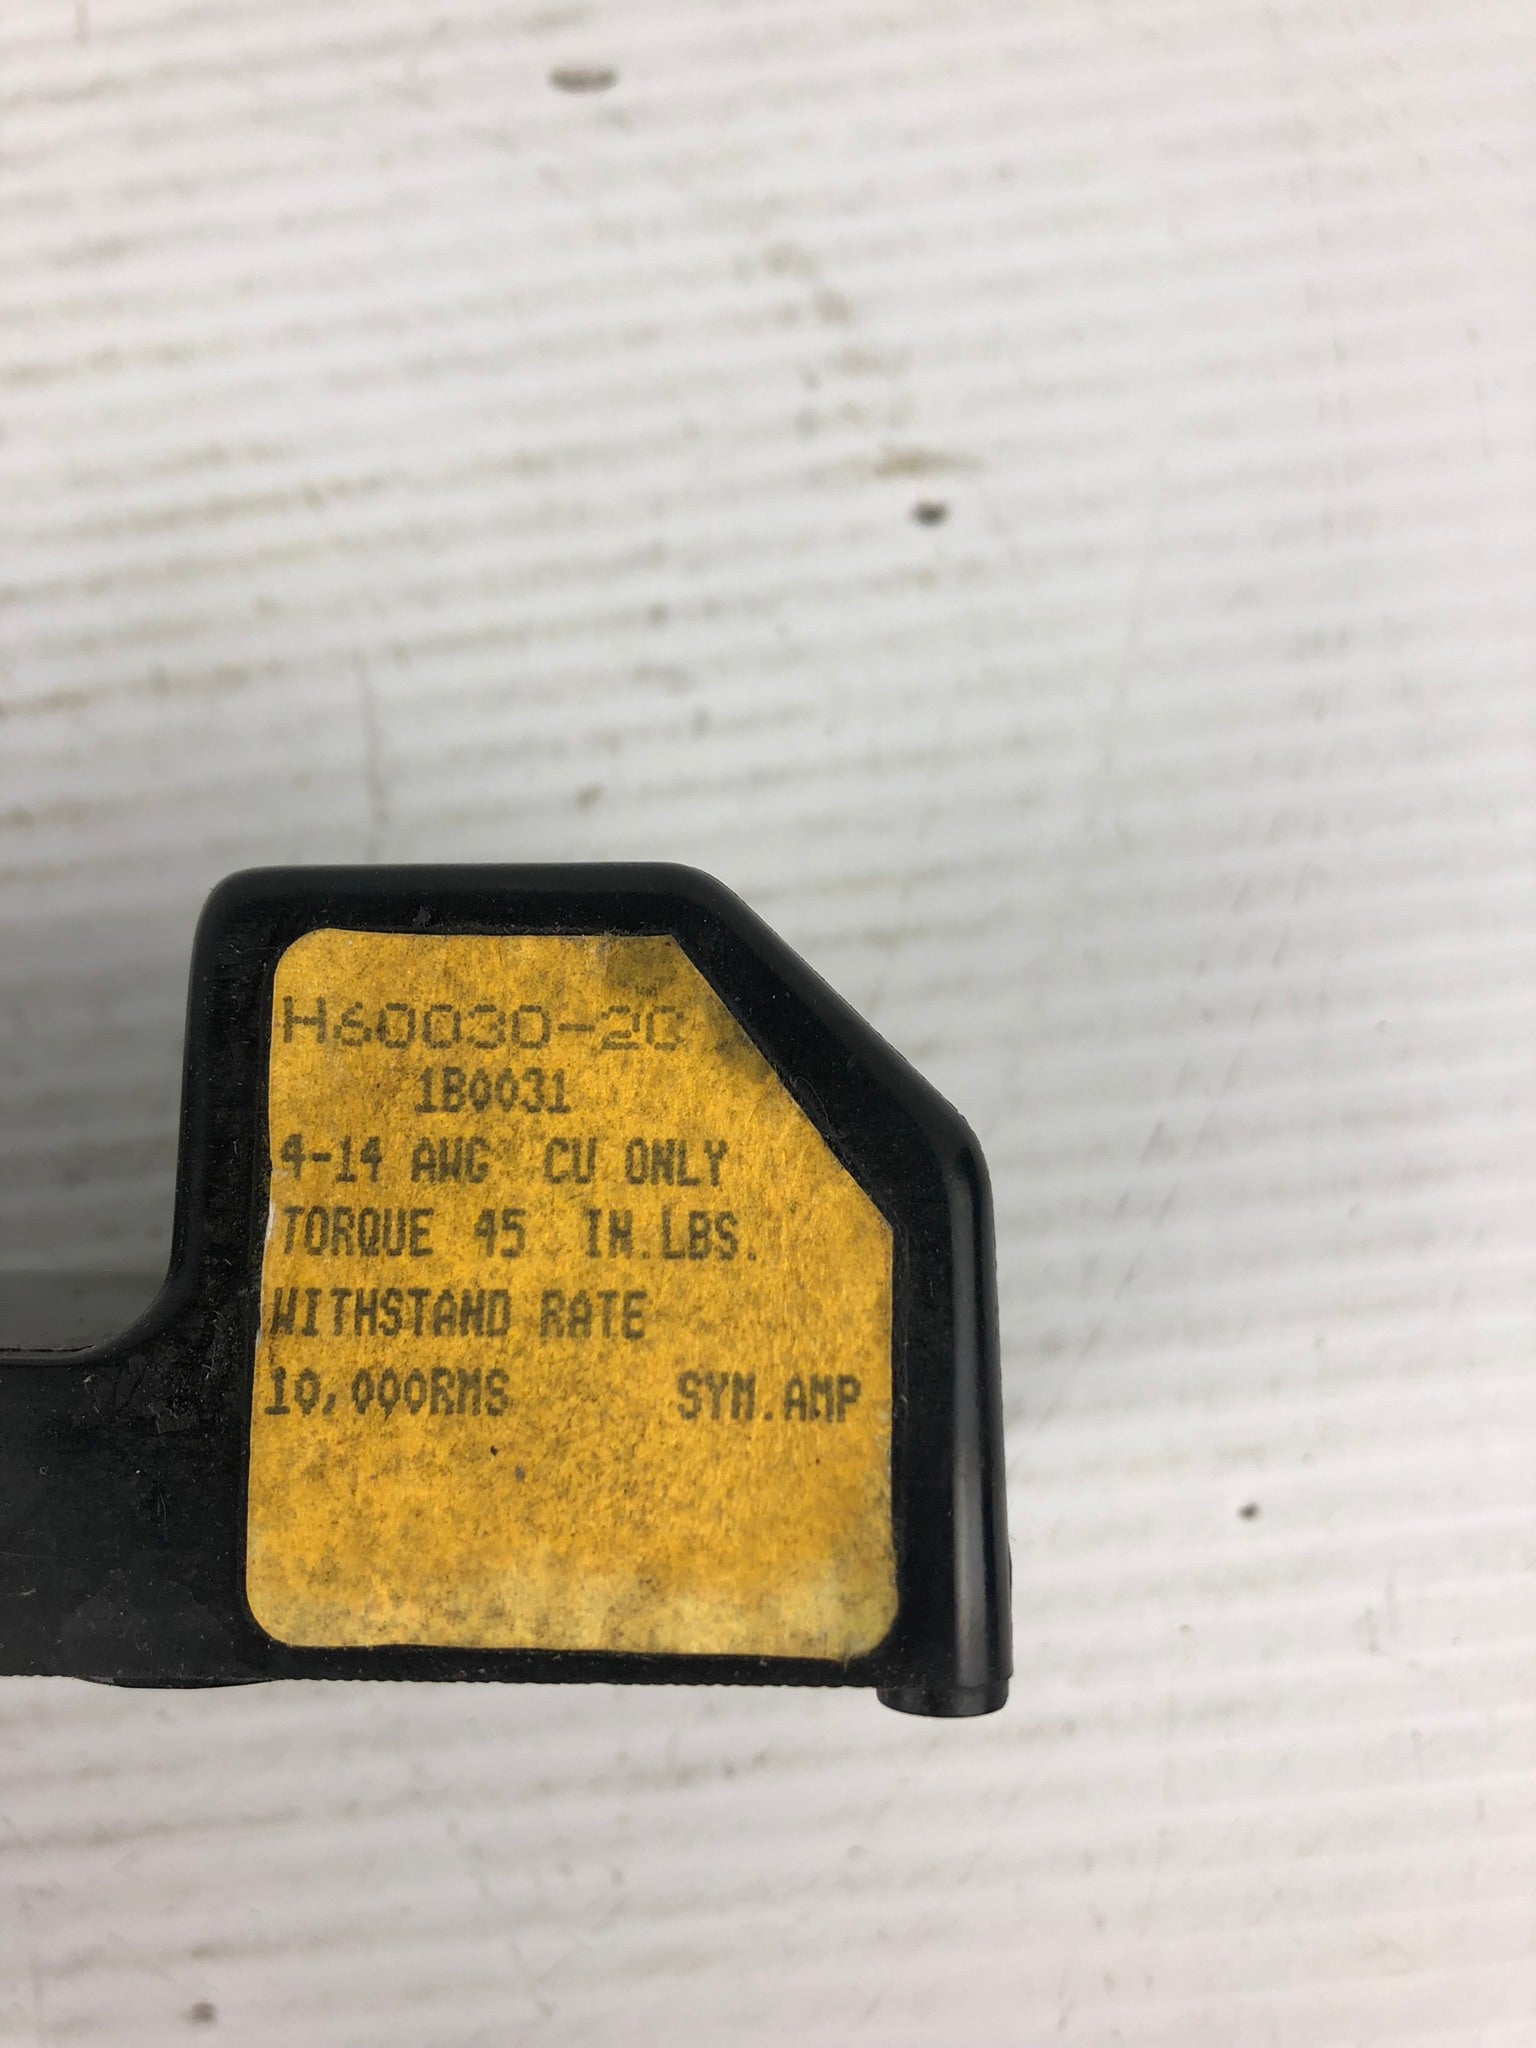 H60030-2C
1B0031
4-14 AWG CU ONLY
TORQUE 45 IN.LBS.
WITHSTAND RATE
10,000RMS SYM.AMP